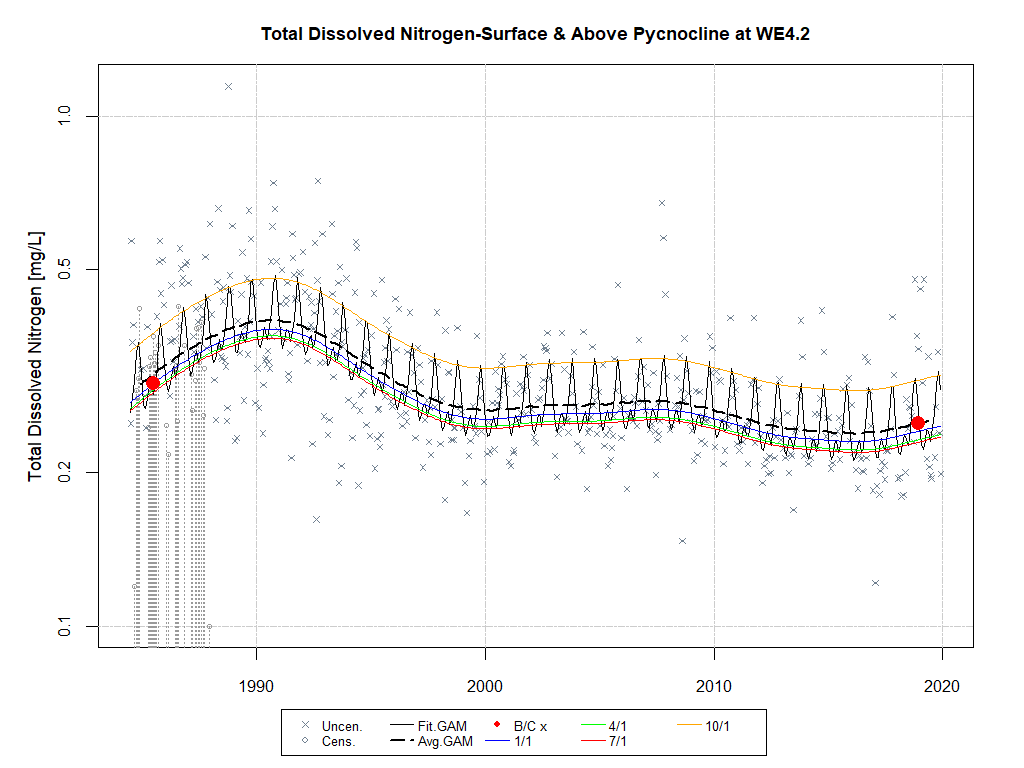 Total Dissolved Nitrogen-Surface & Above Pycnocline at WE4.2
Total Dissolved Nitrogen [mg/L]
1.0
0.5
0.2
0.1
1990 2000 2010 2020
Uncen. Fit.GAM B/C x 4/1 10/1
Cens. Avg.GAM 1/1 7/1